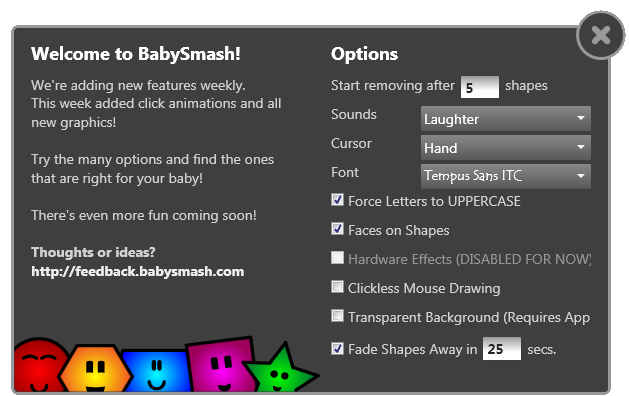 Welcome to BabySmash!
We're adding new features weekly.
This week added click animations and all
new graphics!
Try the many options and find the ones
that are right for your baby!
There's even more fun coming soon!
Thoughts or ideas?
http://feedback.babysmash.com
Options
Start removing after 5 shapes
Sounds Laughter
Cursor Hand
Font Tempus Sans ITC
Force Letters to UPPERCASE
Faces on Shapes
Hardware Effects (DISABLED FOR NOW)
Clickless Mouse Drawing
Transparent Background (Requires App
Fade Shapes Away in 25 secs.